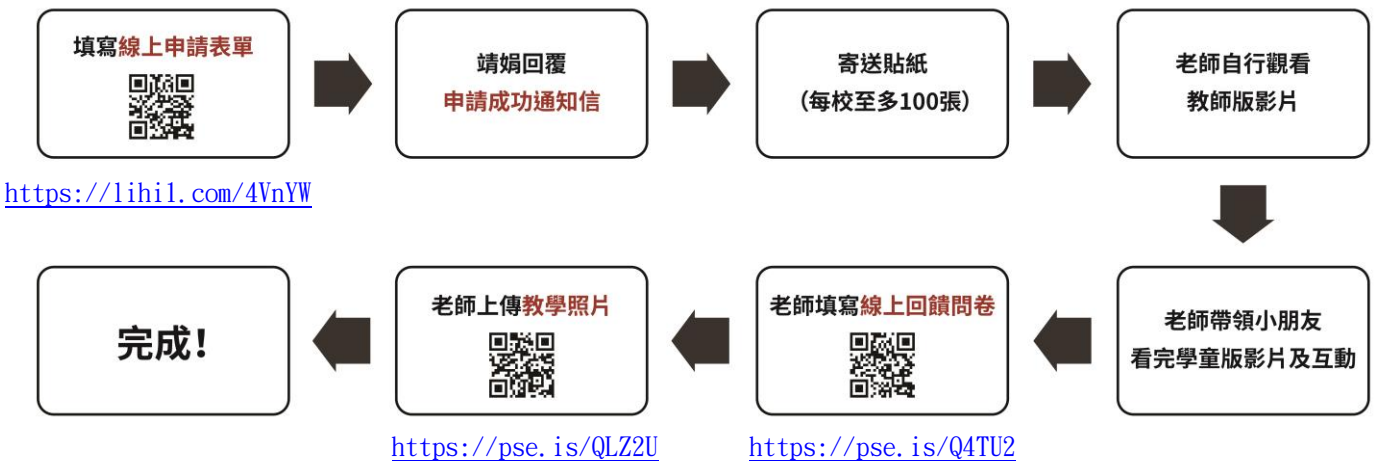 填寫線上申請表單
https://lihi1.com/4VnYW
靖娟回覆
申請成功通知信
寄送貼紙
(每校至多100張)
老師自行觀看
教師版影片
老師帶領小朋友
看完學童版影片及互動
老師填寫線上回饋問卷
https://pse.is/Q4TU2
老師上傳教學照片
https://pse.is/QLZ2U
完成!